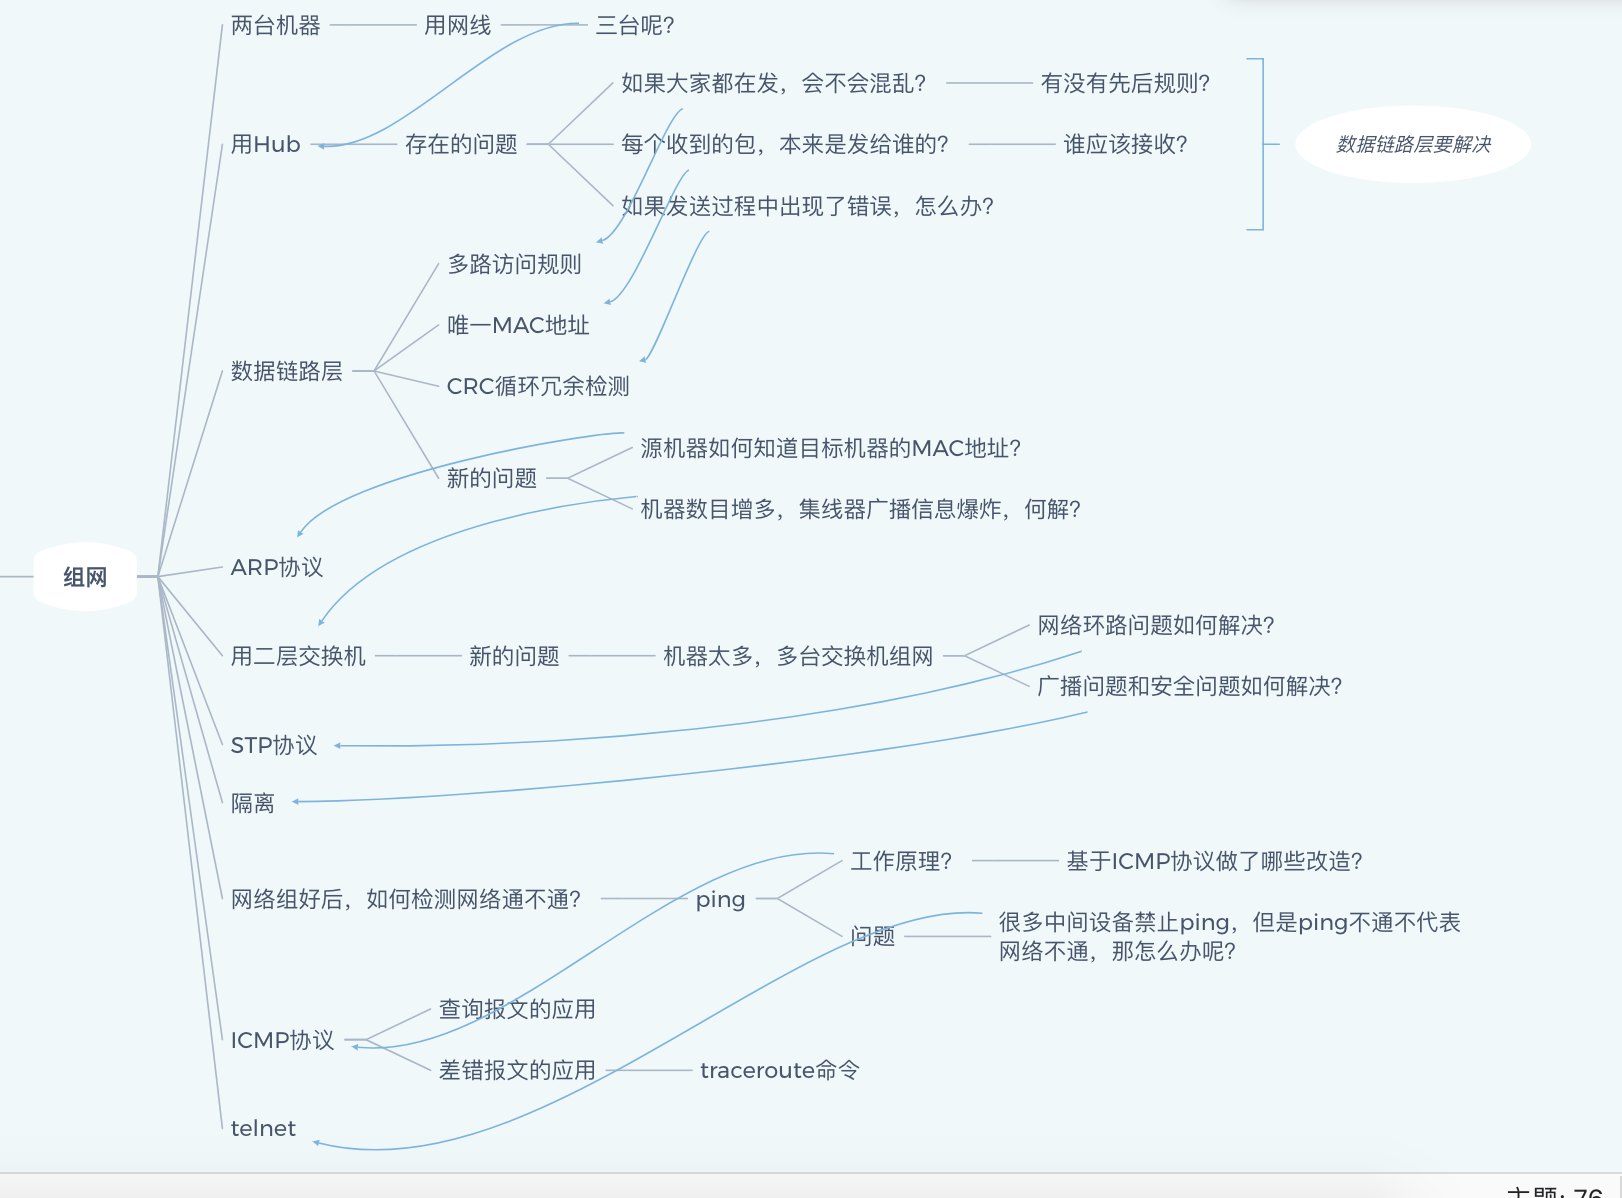 两台机器
用网线
三台呢？
如果大家都在发，会不会混乱？
有没有先后规则？
用Hub
存在的问题
每个收到的包，本来是发给谁的？
谁应该接收？
数据链路层要解决
如果发送过程中出现了错误，怎么办？
多路访问规则
唯一MAC地址
数据链路层
CRC循环冗余检测
源机器如何知道目标机器的MAC地址？
新的问题
机器数目增多，集线器广播信息爆炸，何解？
ARP协议
组网
网络环路问题如何解决？
用二层交换机
新的问题
机器太多，多台交换机组网
广播问题和安全问题如何解决？
STP协议
隔离
工作原理？
基于ICMP协议做了哪些改造？
网络组好后，如何检测网络通不通？
ping
问题
很多中间设备禁止ping，但是ping不通不代表
网络不通，那怎么办呢？
查询报文的应用
ICMP协议
差错报文的应用
traceroute命令
telnet
主题: 76